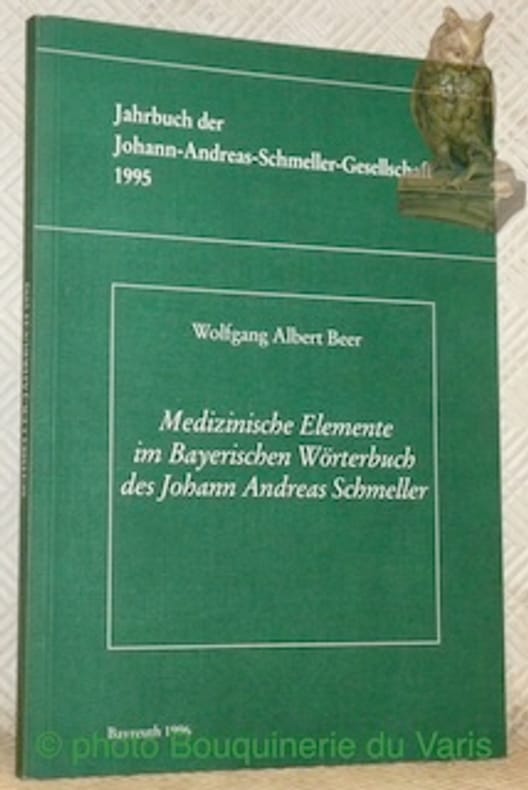 Jahrbuch der
Johann-Andreas-Schmeller-Gesellschaft
1995
Wolfgang Albert Beer
Medizinische Elemente
im Bayerischen Wörterbuch
des Johann Andreas Schmeller
Bayreuth 1996
© photo Bouquinerie du Varis